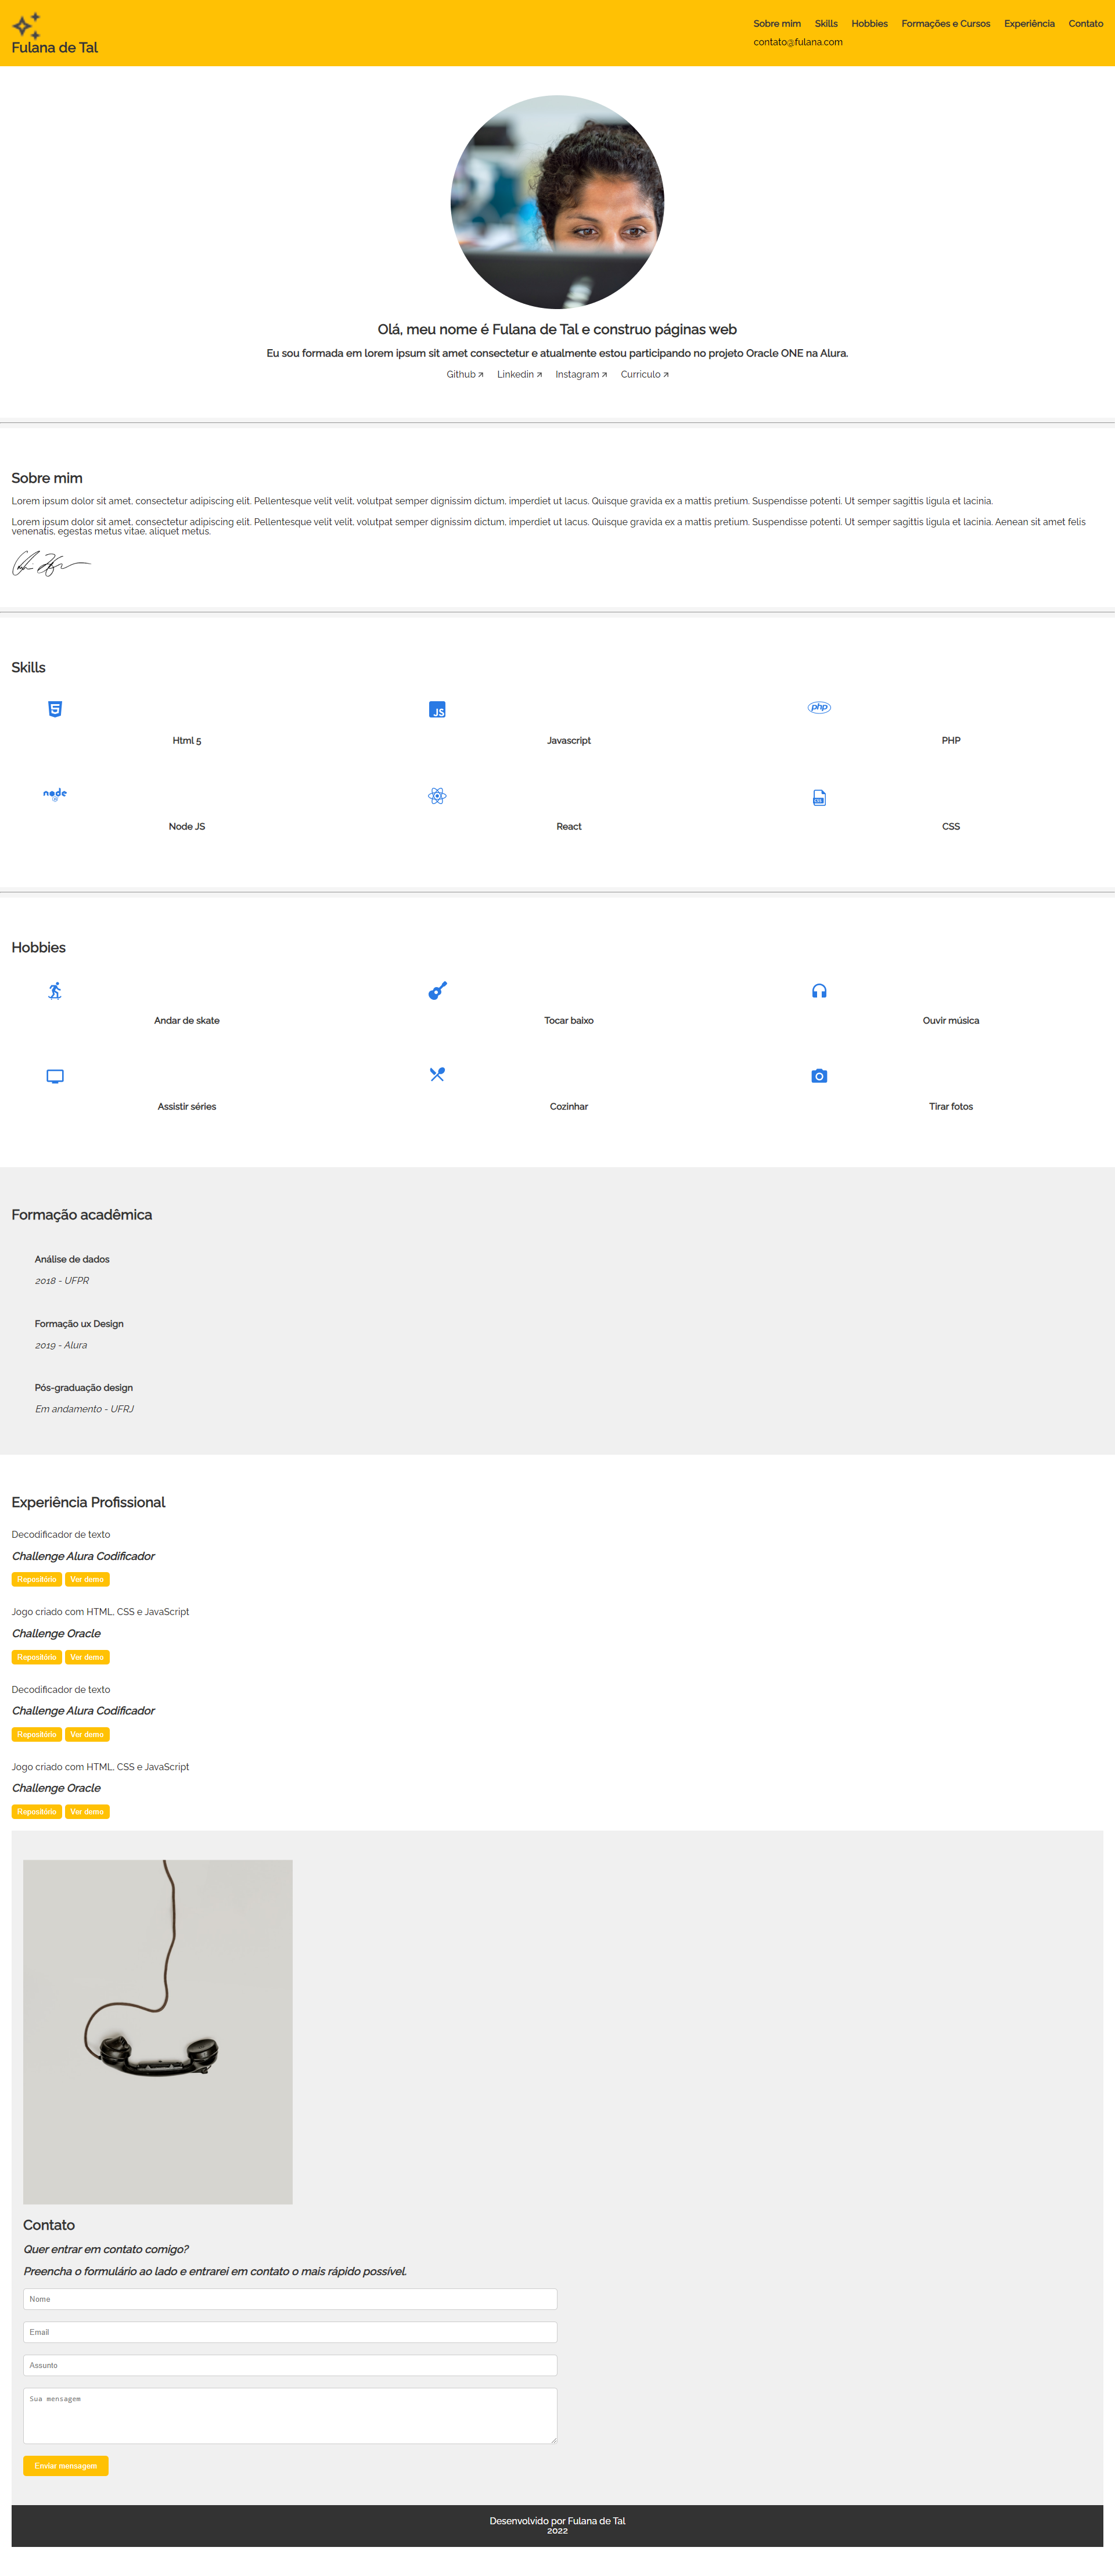 Fulana de Tal
Sobre mim Skills Hobbies Formações e Cursos Experiência Contato
contato@fulana.com
Olá, meu nome é Fulana de Tal e construo páginas web
Eu sou formada em lorem ipsum sit amet consectetur e atualmente estou participando no projeto Oracle ONE na Alura.
Github Linkedin Instagram Curriculo
Sobre mim
Lorem ipsum dolor sit amet, consectetur adipiscing elit. Pellentesque velit velit, volutpat semper dignissim dictum, imperdiet ut lacus. Quisque gravida ex a mattis pretium. Suspendisse potenti. Ut semper sagittis ligula et lacinia.
Lorem ipsum dolor sit amet, consectetur adipiscing elit. Pellentesque velit velit, volutpat semper dignissim dictum, imperdiet ut lacus. Quisque gravida ex a mattis pretium. Suspendisse potenti. Ut semper sagittis ligula et lacinia. Aenean sit amet felis
venenatis, egestas metus vitae, aliquet metus.
Skills
5 JS php
Html 5 Javascript PHP
node
Node JS React CSS
Hobbies
Andar de skate Tocar baixo Ouvir música
Assistir séries Cozinhar Tirar fotos
Formação acadêmica
Análise de dados
2018 - UFPR
Formação ux Design
2019 - Alura
Pós-graduação design
Em andamento - UFRJ
Experiência Profissional
Decodificador de texto
Challenge Alura Codificador
Repositório Ver demo
Jogo criado com HTML, CSS e JavaScript
Challenge Oracle
Repositório Ver demo
Decodificador de texto
Challenge Alura Codificador
Repositório Ver demo
Jogo criado com HTML, CSS e JavaScript
Challenge Oracle
Repositório Ver demo
Contato
Quer entrar em contato comigo?
Preencha o formulário ao lado e entrarei em contato o mais rápido possível.
Nome
Email
Assunto
Sua mensagem
Enviar mensagem
Desenvolvido por Fulana de Tal
2022